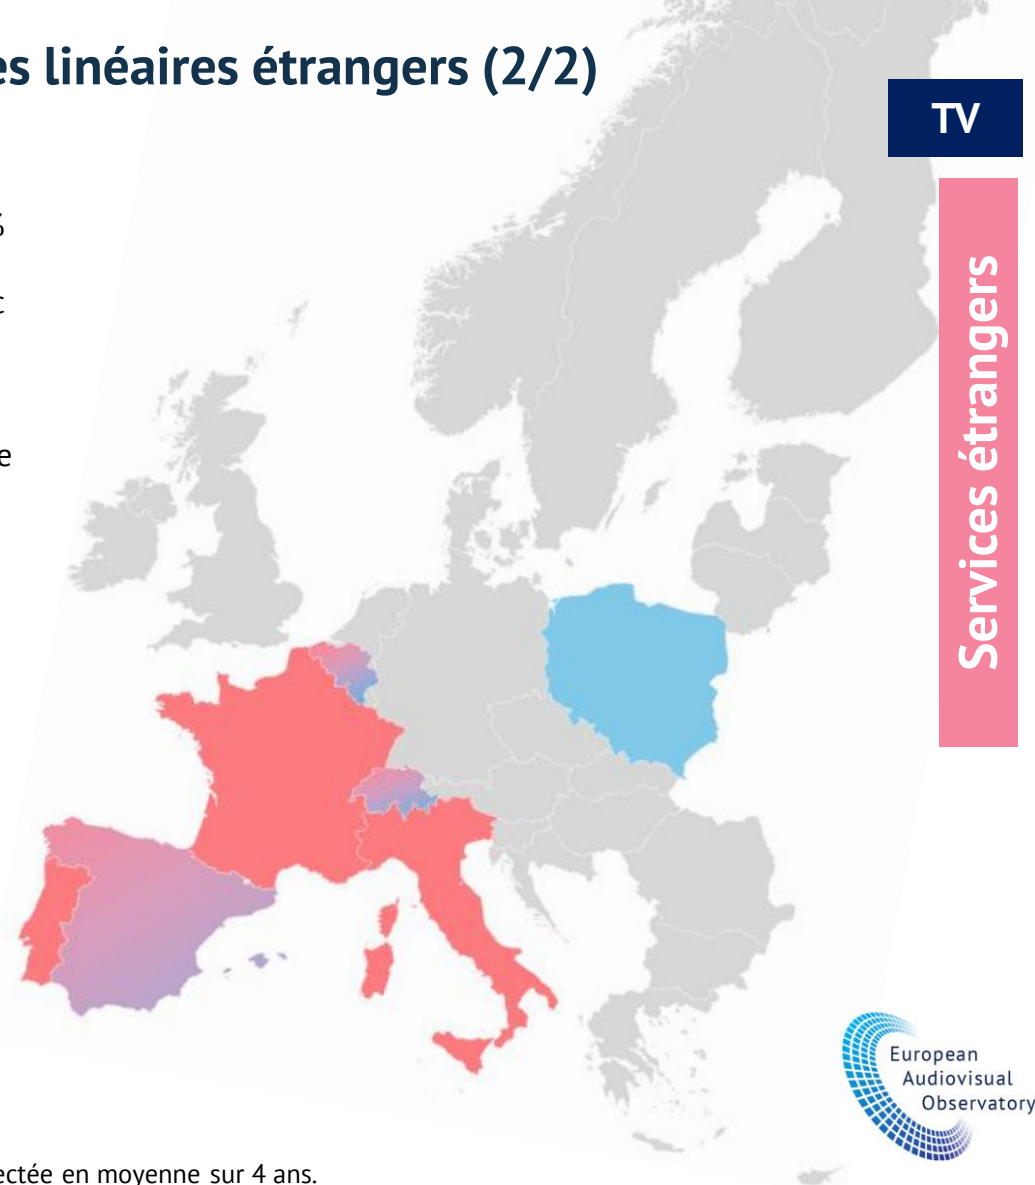 es linéaires étrangers (2/2)
TV
%
c
e
Services étrangers
European
Audiovisual
Observatory
ectée en moyenne sur 4 ans.